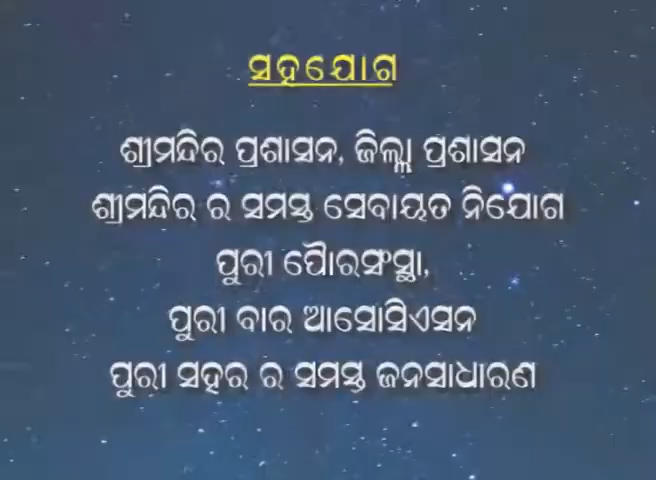 ସହଯୋଗ
ଶ୍ରୀମନ୍ଦିର ପ୍ରଶାସନ, ଜିଲ୍ଲା ପ୍ରଶାସନ
ଶ୍ରୀମନ୍ଦିର ର ସମସ୍ତ ସେବାୟତ ନିଯୋଗ
ପୁରୀ ପୌରସଂସ୍ଥା,
ପୁରୀ ବାର ଆସୋସିଏସନ
ପୁରୀ ସହର ର ସମସ୍ତ ଜନସାଧାରଣ